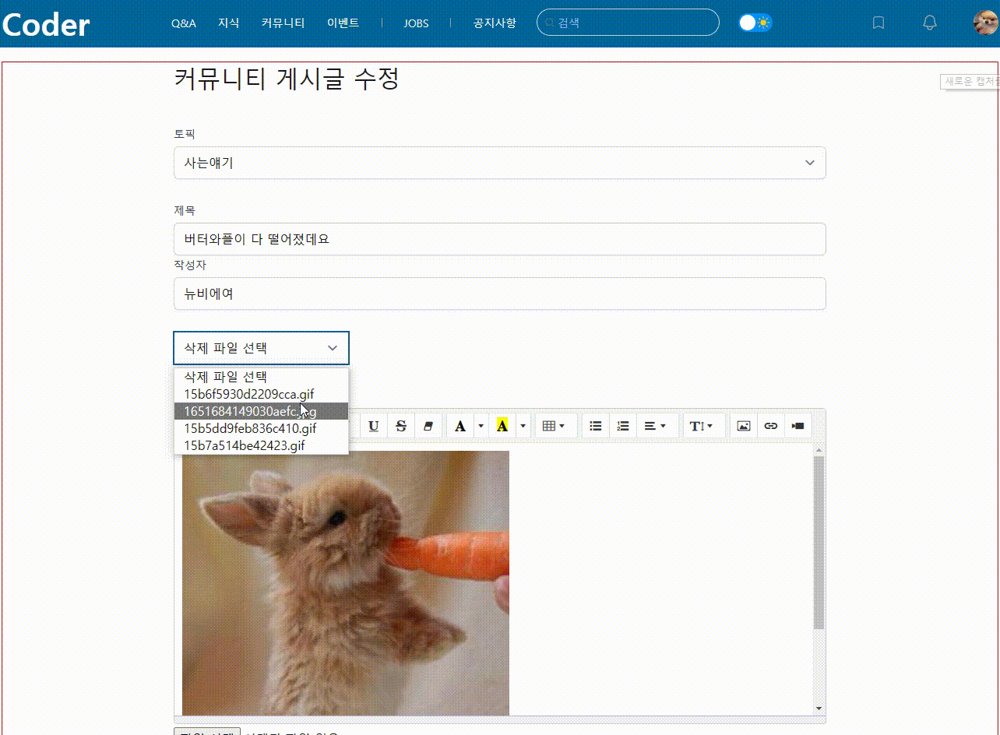 Coder
Q&A 지식 커뮤니티 이벤트 | JOBS | 공지사항 검색
커뮤니티 게시글 수정
새로운 캡처를
토픽
사는얘기
제목
버터와플이 다 떨어졌데요
작성자
뉴비에여
삭제 파일 선택
삭제 파일 선택
15b6f5930d2209cca.gif
1651684149030aefc.jpg
15b5dd9feb836c410.gif
15b7a514be42423.gif
U S A A T